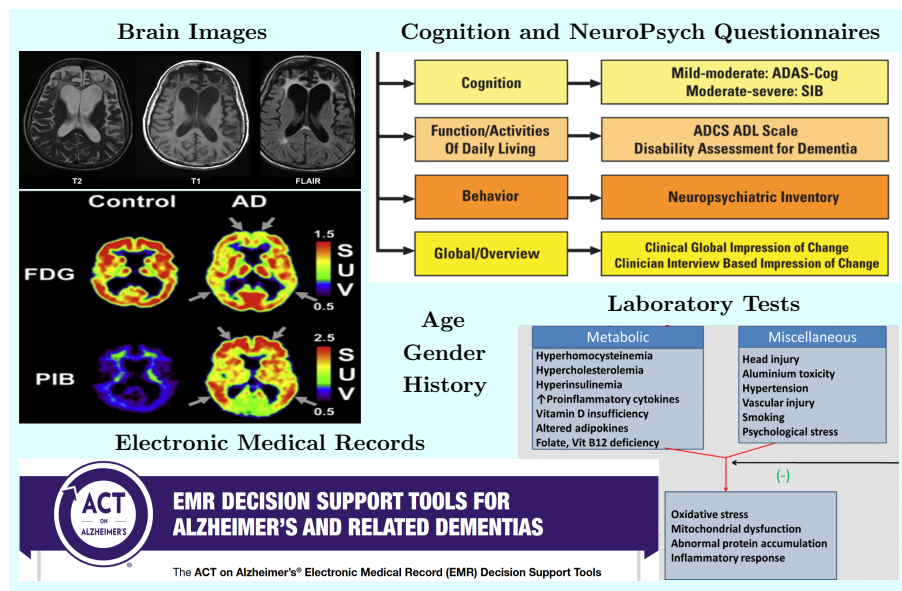 Brain Images
T2
T1
FLAIR
Control
AD
FDG
1.5
S
U
V
0.5
PIB
2.5
S
U
V
0.5
Cognition and NeuroPsych Questionnaires
Cognition
Mild-moderate: ADAS-Cog
Moderate-severe: SIB
Function/Activities
Of Daily Living
ADCS ADL Scale
Disability Assessment for Dementia
Behavior
Neuropsychiatric Inventory
Global/Overview
Clinical Global Impression of Change
Clinician Interview Based Impression of Change
Age
Gender
History
Laboratory Tests
Metabolic
Hyperhomocysteinemia
Hypercholesterolemia
Hyperinsulinemia
↑Proinflammatory cytokines
Vitamin D insufficiency
Altered adipokines
Folate, Vit B12 deficiency
Miscellaneous
Head injury
Aluminium toxicity
Hypertension
Vascular injury
Smoking
Psychological stress
(-)
Oxidative stress
Mitochondrial dysfunction
Abnormal protein accumulation
Inflammatory response
Electronic Medical Records
ACT
ON
ALZHEIMER'S
®
EMR DECISION SUPPORT TOOLS FOR
ALZHEIMER'S AND RELATED DEMENTIAS
The ACT on Alzheimer's® Electronic Medical Record (EMR) Decision Support Tools